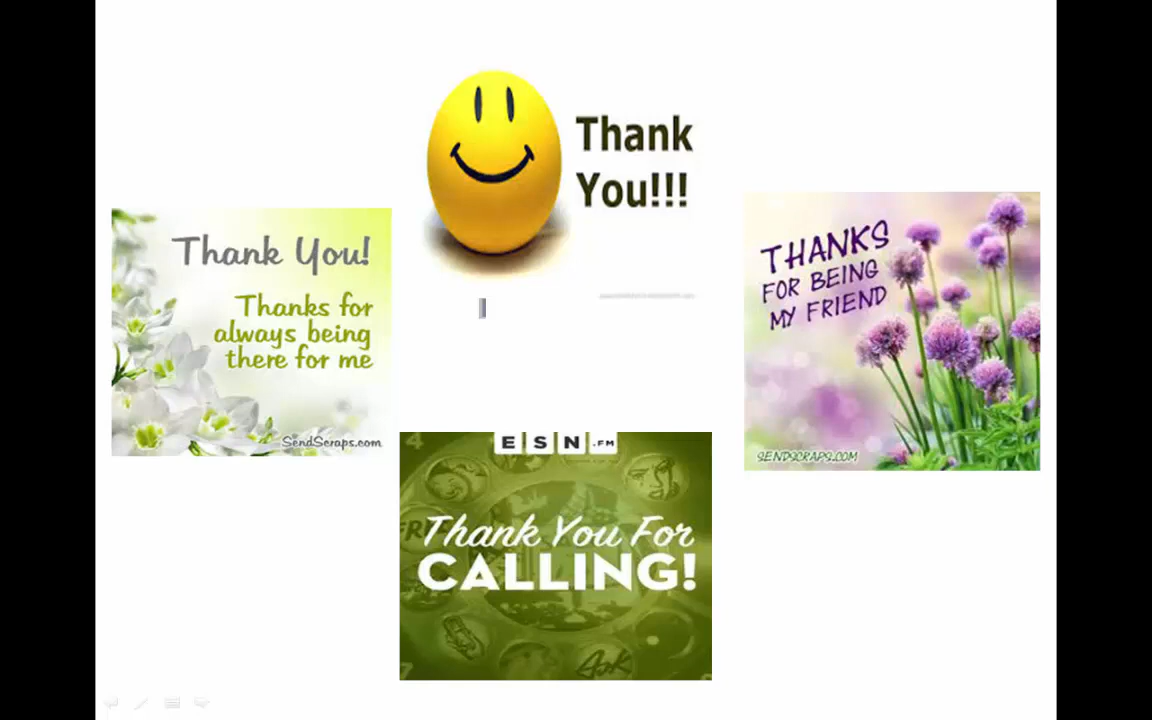 Thank
You!!!
Thank You!
Thanks for
always being
there for me
SendScraps.com
THANKS
FOR BEING
MY FRIEND
SENDSCRAPS.COM
ESN.FM
Thank You For
CALLING!
Ask